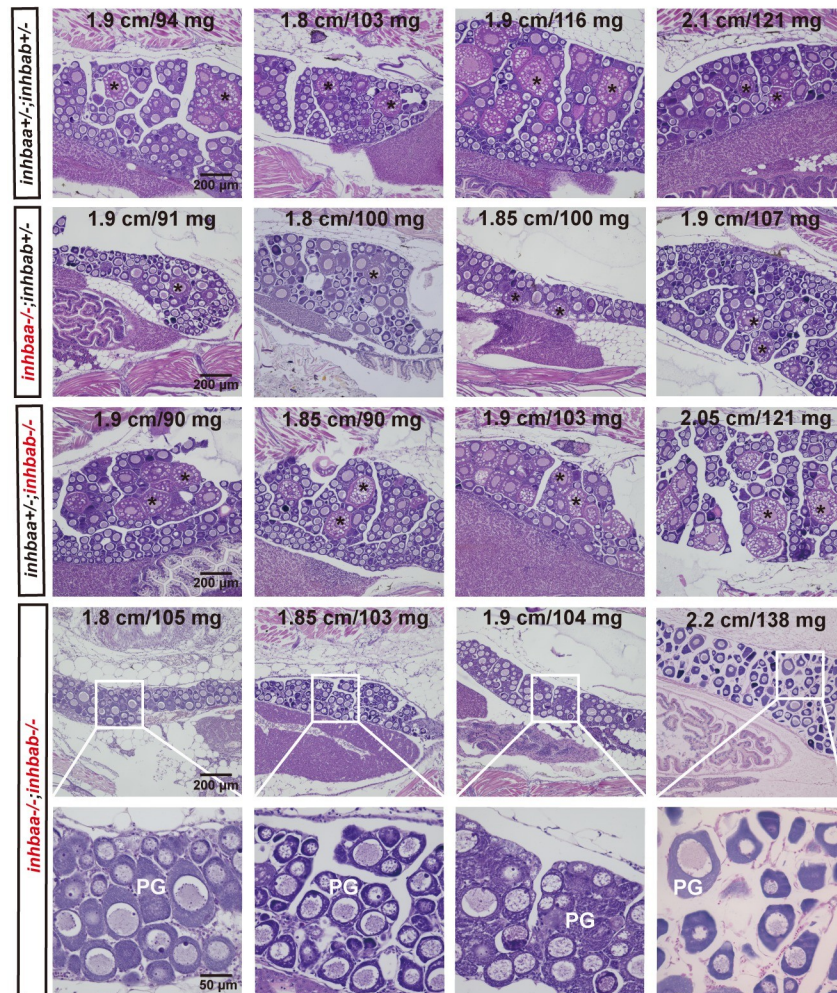 inhbaa+/-;inhbab+/-
1.9 cm/94 mg
1.8 cm/103 mg
1.9 cm/116 mg
2.1 cm/121 mg
*
*
*
*
*
*
*
*
200 µm
inhbaa-/-;inhbab+/-
1.9 cm/91 mg
1.8 cm/100 mg
1.85 cm/100 mg
1.9 cm/107 mg
*
*
*
*
*
*
200 µm
inhbaa+/-;inhbab-/-
1.9 cm/90 mg
1.85 cm/90 mg
1.9 cm/103 mg
2.05 cm/121 mg
*
*
*
*
*
*
*
*
200 µm
inhbaa-/-;inhbab-/-
1.8 cm/105 mg
1.85 cm/103 mg
1.9 cm/104 mg
2.2 cm/138 mg
200 µm
PG
PG
PG
PG
50 µm